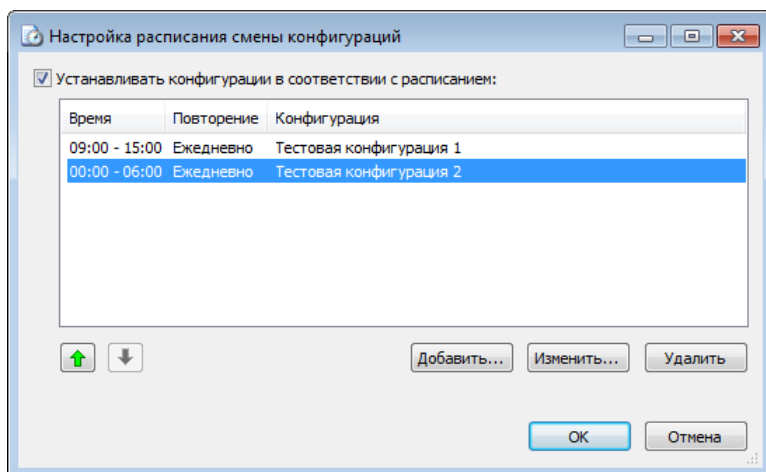 Настройка расписания смены конфигураций
Устанавливать конфигурации в соответствии с расписанием:
Время Повторение Конфигурация
09:00 - 15:00 Ежедневно Тестовая конфигурация 1
00:00 - 06:00 Ежедневно Тестовая конфигурация 2
Добавить... Изменить... Удалить
OK Отмена